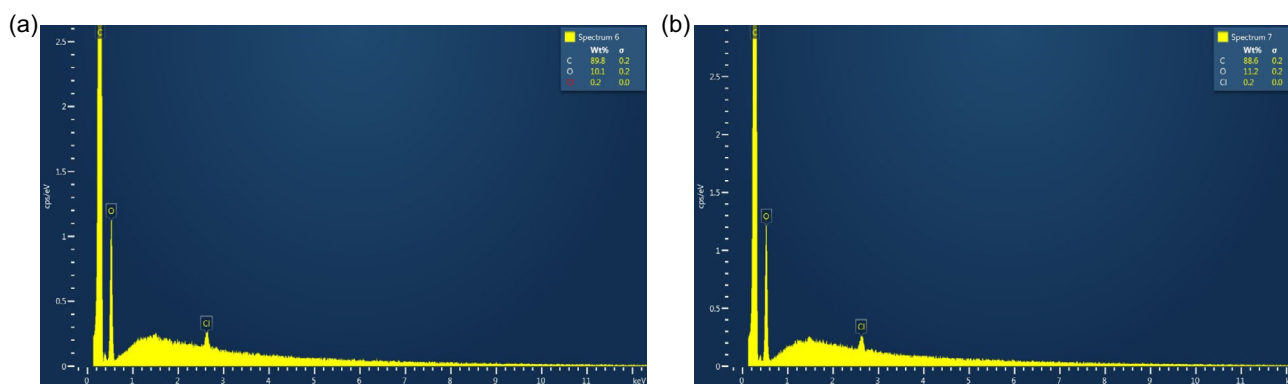 (a)
Spectrum 6
Wt% σ
C 89.8 0.2
O 10.1 0.2
Cl 0.2 0.0
C
O
Cl
2.5
2
1.5
1
0.5
0
cps/eV
0 1 2 3 4 5 6 7 8 9 10 11 keV
(b)
Spectrum 7
Wt% σ
C 88.6 0.2
O 11.2 0.2
Cl 0.2 0.0
C
O
Cl
2.5
2
1.5
1
0.5
0
cps/eV
0 1 2 3 4 5 6 7 8 9 10 11